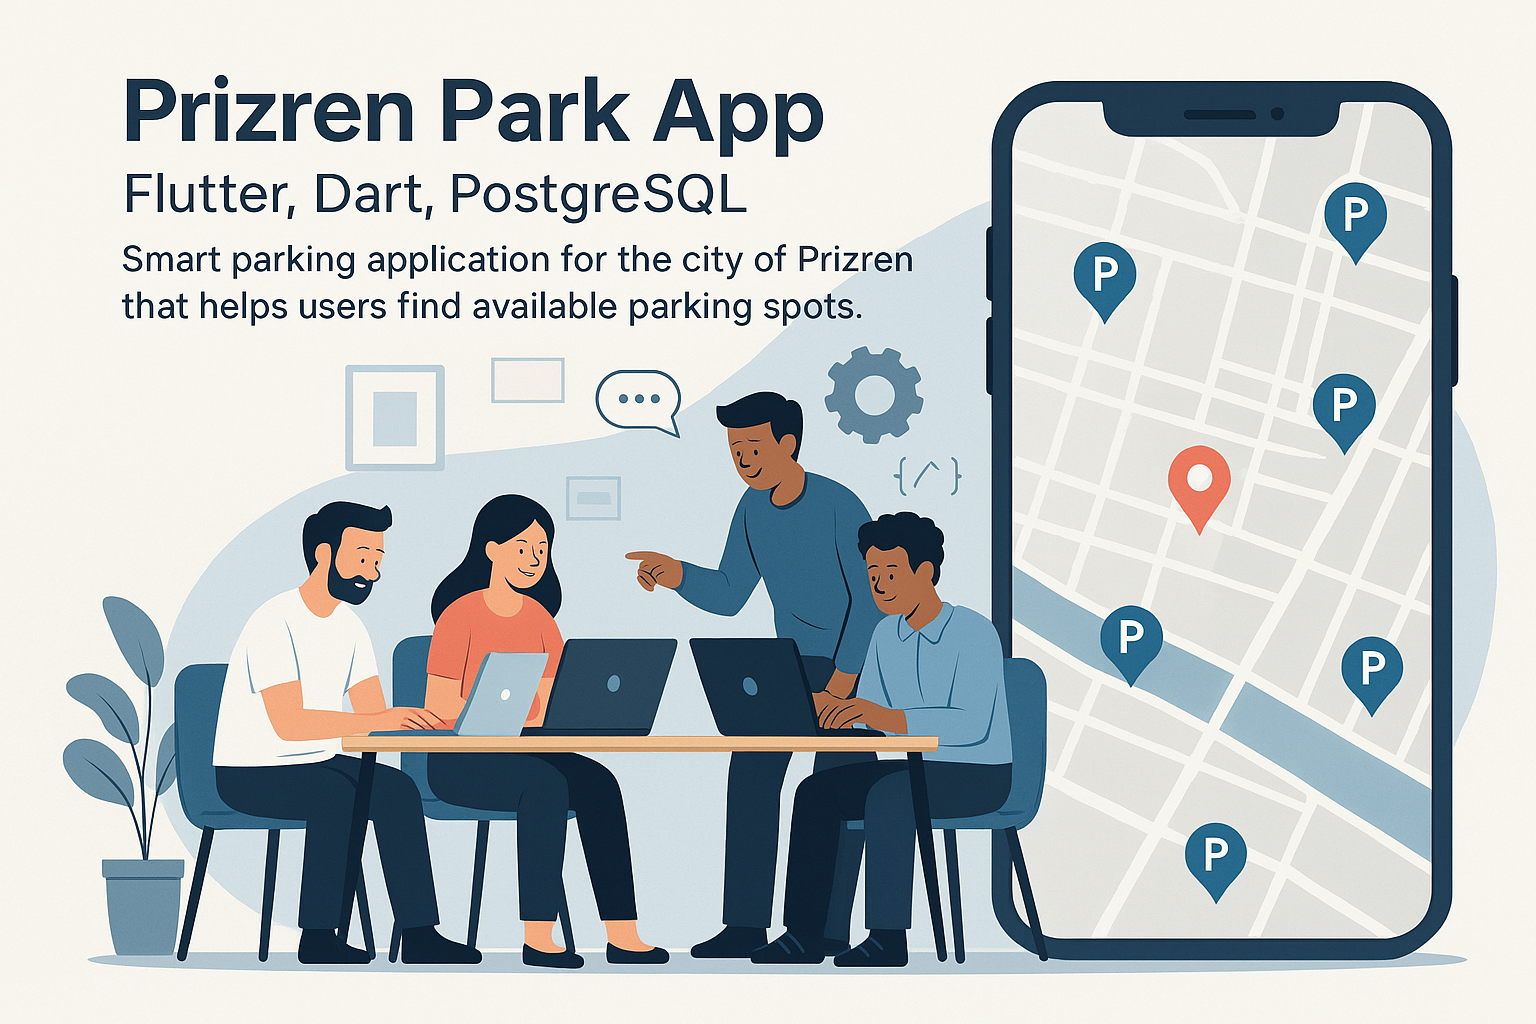 Prizren Park App
Flutter, Dart, PostgreSQL
Smart parking application for the city of Prizren
that helps users find available parking spots.
P
P
P
P
P
P